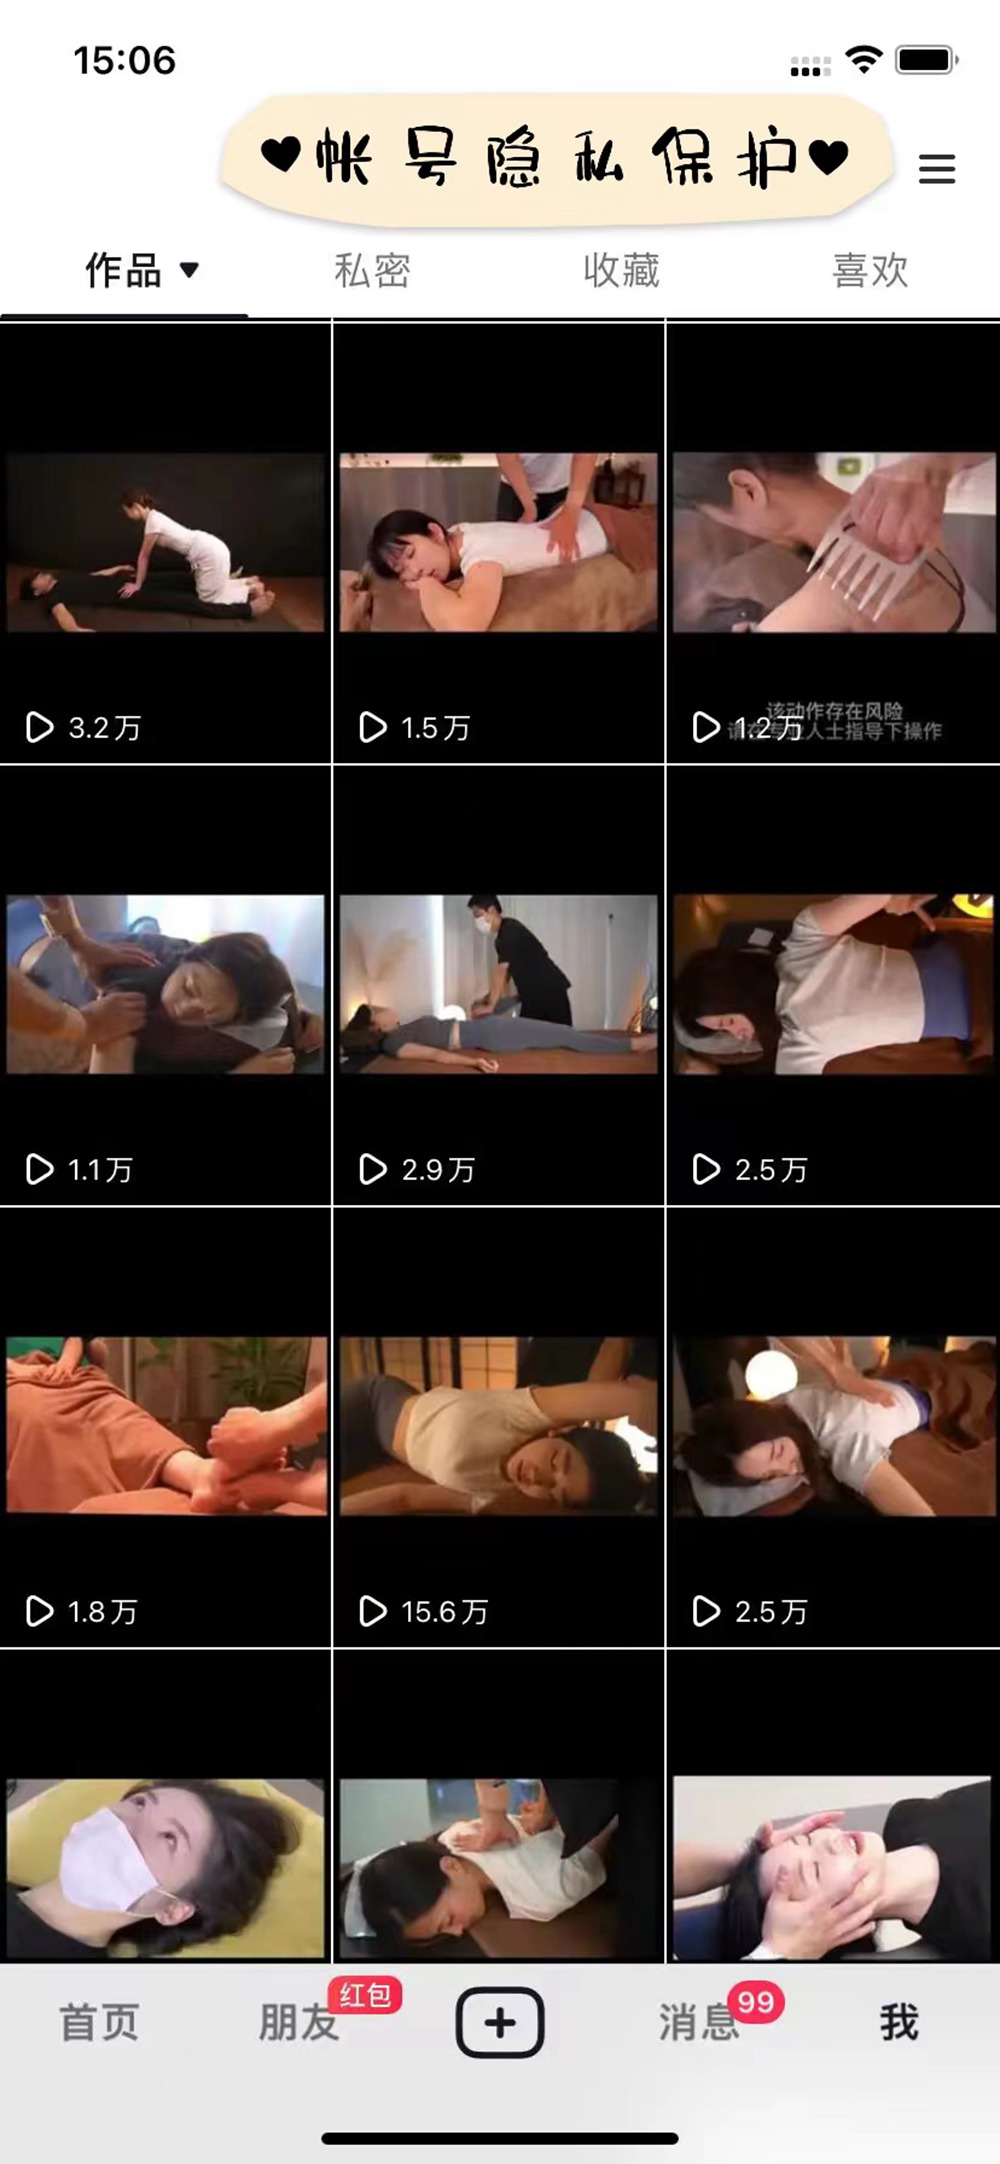 15:06
♥帐号隐私保护♥
作品 ▼ 私密 收藏 喜欢
3.2万 1.5万 1.2万
该动作存在风险
请在专业人士指导下操作
1.1万 2.9万 2.5万
1.8万 15.6万 2.5万
首页 朋友 红包 消息 99 我